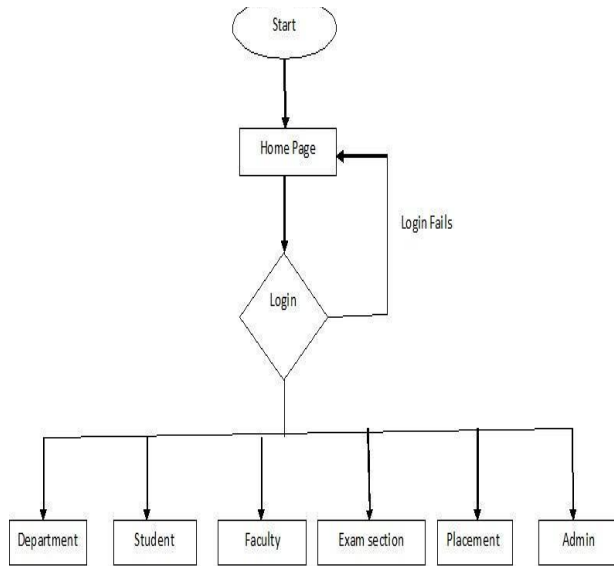 Start
Home Page
Login Fails
Login
Department
Student
Faculty
Exam section
Placement
Admin